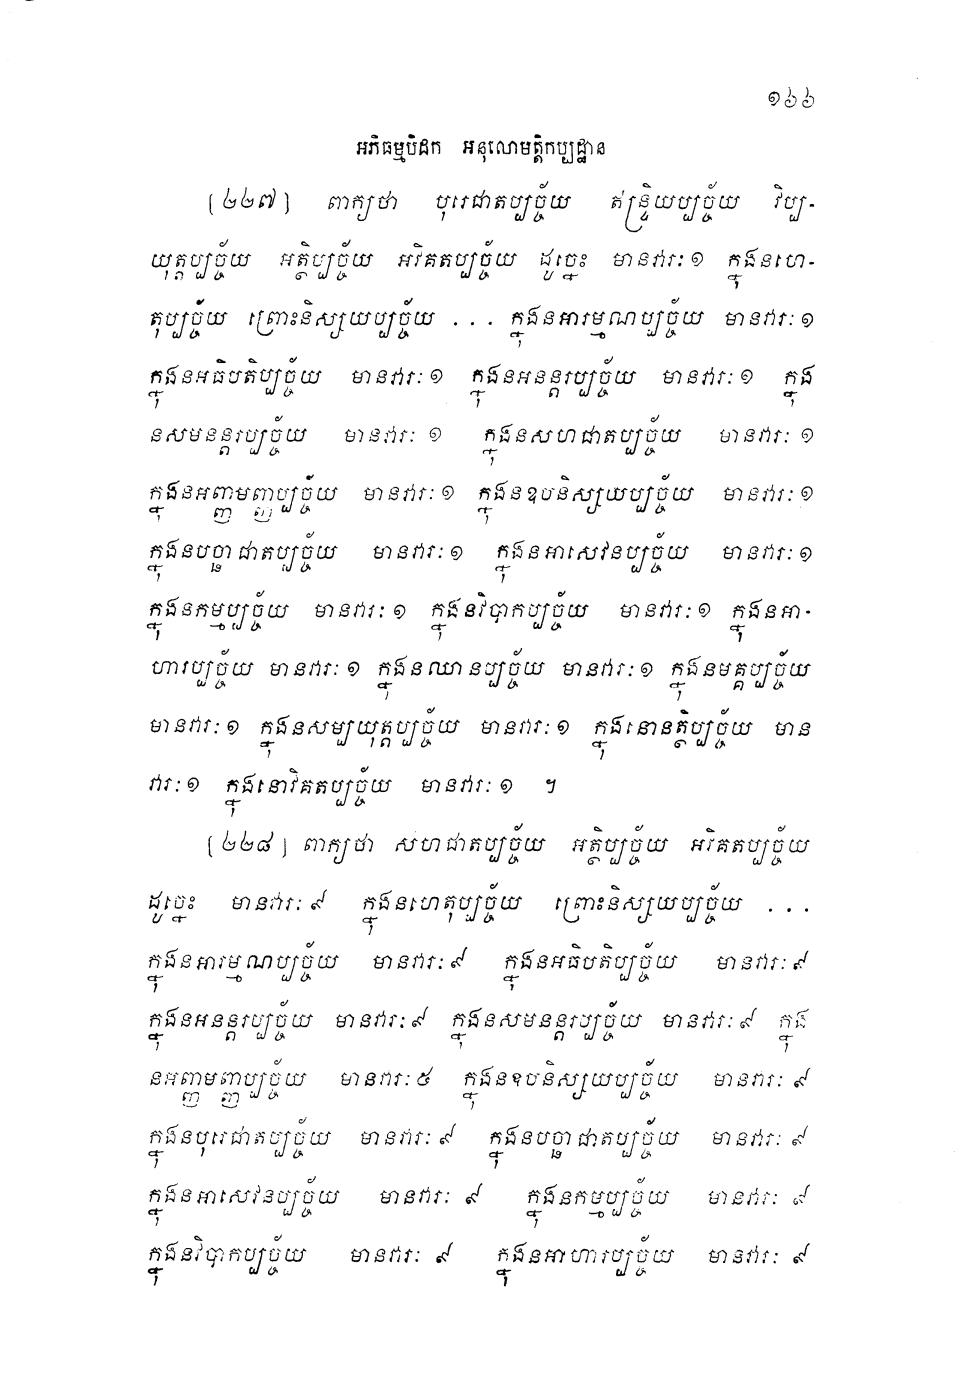 ១៦៦
អភិធម្មបិដក អនុលោមត្តិកប្បដ្ឋាន
[២២៧] ពាក្យថា បុរេជាតប្បច្ច័យ ឥន្ទ្រិយប្បច្ច័យ វិប្ប-
យុត្តប្បច្ច័យ អត្ថិប្បច្ច័យ អវិគតប្បច្ច័យ ដូច្នេះ មានវារៈ ១ ក្នុងនហេ-
តុប្បច្ច័យ ព្រោះនិស្សយប្បច្ច័យ ... ក្នុងនអារម្មណប្បច្ច័យ មានវារៈ ១
ក្នុងនអធិបតិប្បច្ច័យ មានវារៈ ១ ក្នុងនអនន្តរប្បច្ច័យ មានវារៈ ១ ក្នុង
នសមនន្តរប្បច្ច័យ មានវារៈ ១ ក្នុងនសហជាតប្បច្ច័យ មានវារៈ ១
ក្នុងនអញ្ញាមញ្ញប្បច្ច័យ មានវារៈ ១ ក្នុងនឧបនិស្សយប្បច្ច័យ មានវារៈ ១
ក្នុងនបច្ឆាជាតប្បច្ច័យ មានវារៈ ១ ក្នុងនអាសេវនប្បច្ច័យ មានវារៈ ១
ក្នុងនកម្មប្បច្ច័យ មានវារៈ ១ ក្នុងនវិបាកប្បច្ច័យ មានវារៈ ១ ក្នុងនអា-
ហារប្បច្ច័យ មានវារៈ ១ ក្នុងនឈានប្បច្ច័យ មានវារៈ ១ ក្នុងនមគ្គប្បច្ច័យ
មានវារៈ ១ ក្នុងនសម្បយុត្តប្បច្ច័យ មានវារៈ ១ ក្នុងនោនត្ថិប្បច្ច័យ មាន
វារៈ ១ ក្នុងនោវិគតប្បច្ច័យ មានវារៈ ១ ។
[២២៨] ពាក្យថា សហជាតប្បច្ច័យ អត្ថិប្បច្ច័យ អវិគតប្បច្ច័យ
ដូច្នេះ មានវារៈ ៩ ក្នុងនហេតុប្បច្ច័យ ព្រោះនិស្សយប្បច្ច័យ ...
ក្នុងនអារម្មណប្បច្ច័យ មានវារៈ ៩ ក្នុងនអធិបតិប្បច្ច័យ មានវារៈ ៩
ក្នុងនអនន្តរប្បច្ច័យ មានវារៈ ៩ ក្នុងនសមនន្តរប្បច្ច័យ មានវារៈ ៩ ក្នុង
នអញ្ញាមញ្ញប្បច្ច័យ មានវារៈ ៥ ក្នុងនឧបនិស្សយប្បច្ច័យ មានវារៈ ៩
ក្នុងនបុរេជាតប្បច្ច័យ មានវារៈ ៩ ក្នុងនបច្ឆាជាតប្បច្ច័យ មានវារៈ ៩
ក្នុងនអាសេវនប្បច្ច័យ មានវារៈ ៩ ក្នុងនកម្មប្បច្ច័យ មានវារៈ ៩
ក្នុងនវិបាកប្បច្ច័យ មានវារៈ ៩ ក្នុងនអាហារប្បច្ច័យ មានវារៈ ៩